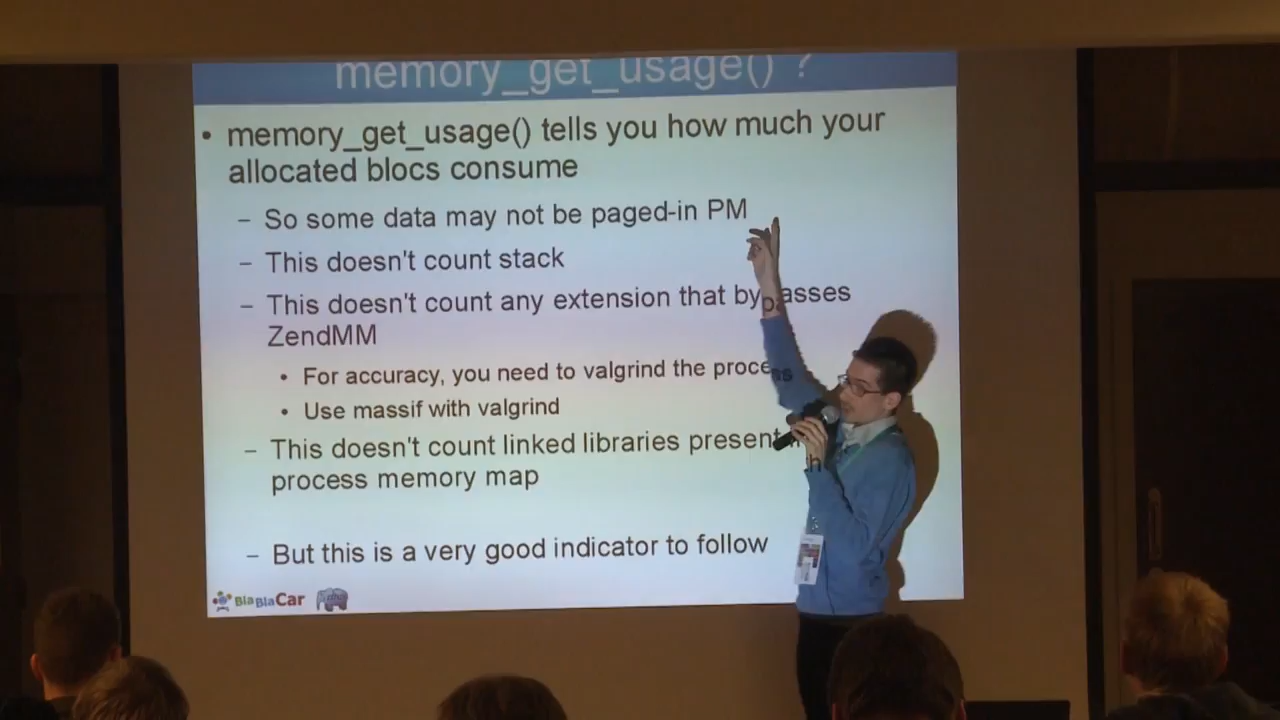 memory_get_usage() ?
• memory_get_usage() tells you how much your
allocated blocs consume
– So some data may not be paged-in PM
– This doesn't count stack
– This doesn't count any extension that bypasses
ZendMM
• For accuracy, you need to valgrind the process
• Use massif with valgrind
– This doesn't count linked libraries present
process memory map
– But this is a very good indicator to follow
BlaBlaCar